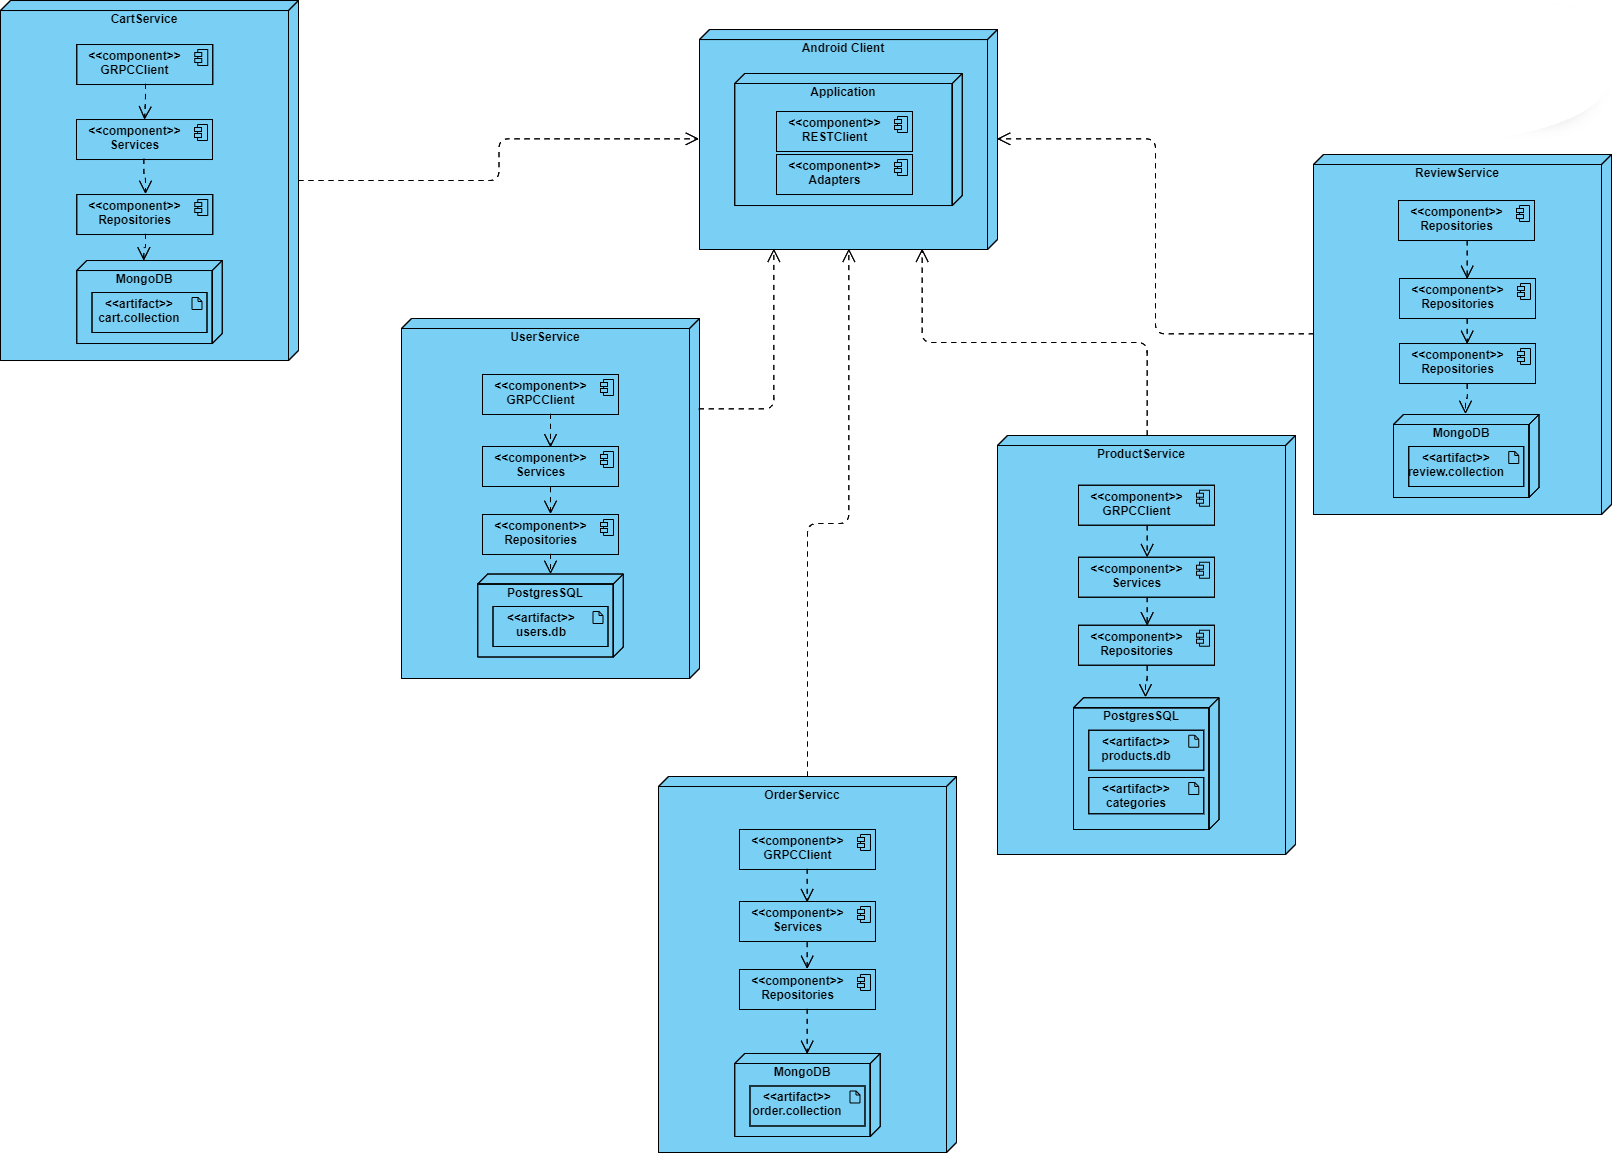 CartService
<<component>>
GRPCClient
<<component>>
Services
<<component>>
Repositories
MongoDB
<<artifact>>
cart.collection
Android Client
Application
<<component>>
RESTClient
<<component>>
Adapters
ReviewService
<<component>>
Repositories
<<component>>
Repositories
<<component>>
Repositories
MongoDB
<<artifact>>
review.collection
UserService
<<component>>
GRPCClient
<<component>>
Services
<<component>>
Repositories
PostgresSQL
<<artifact>>
users.db
ProductService
<<component>>
GRPCClient
<<component>>
Services
<<component>>
Repositories
PostgresSQL
<<artifact>>
products.db
<<artifact>>
categories
OrderServicc
<<component>>
GRPCClient
<<component>>
Services
<<component>>
Repositories
MongoDB
<<artifact>>
order.collection